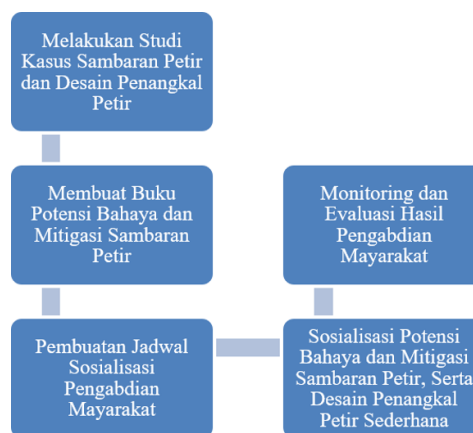 Melakukan Studi
Kasus Sambaran Petir
dan Desain Penangkal
Petir
Membuat Buku
Potensi Bahaya dan
Mitigasi Sambaran
Petir
Pembuatan Jadwal
Sosialisasi
Pengabdian
Mayarakat
Sosialisasi Potensi
Bahaya dan Mitigasi
Sambaran Petir, Serta
Desain Penangkal
Petir Sederhana
Monitoring dan
Evaluasi Hasil
Pengabdian
Mayarakat